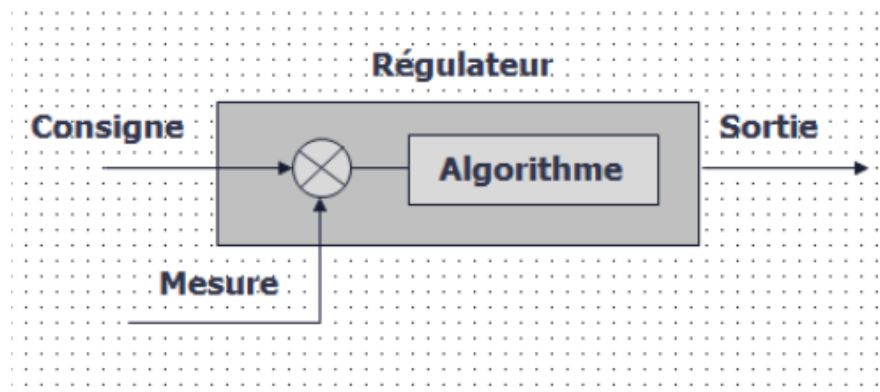 Régulateur
Consigne
Sortie
Algorithme
Mesure